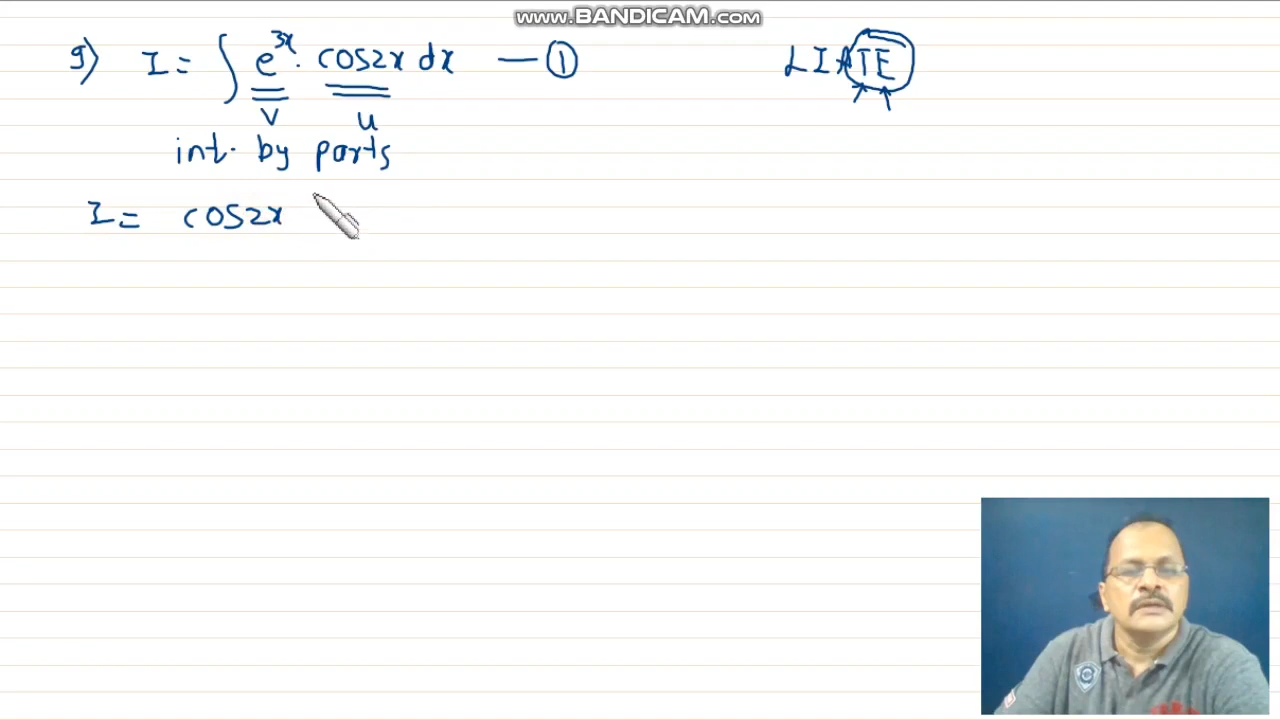 www.BANDICAM.com
9) I = ∫ e^{3x} · cos2x dx — ① LIATE
v u
int. by parts
I = cos2x